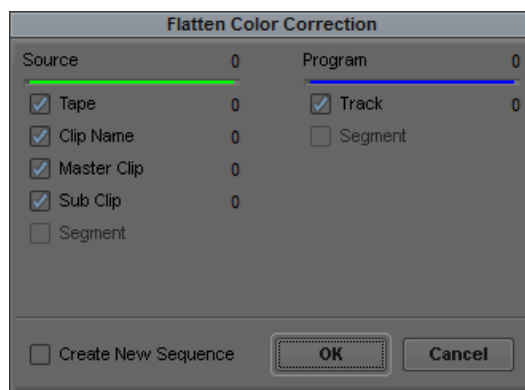 Flatten Color Correction
Source 0
Program 0
Tape 0
Track 0
Clip Name 0
Segment
Master Clip 0
Sub Clip 0
Segment
Create New Sequence
OK
Cancel